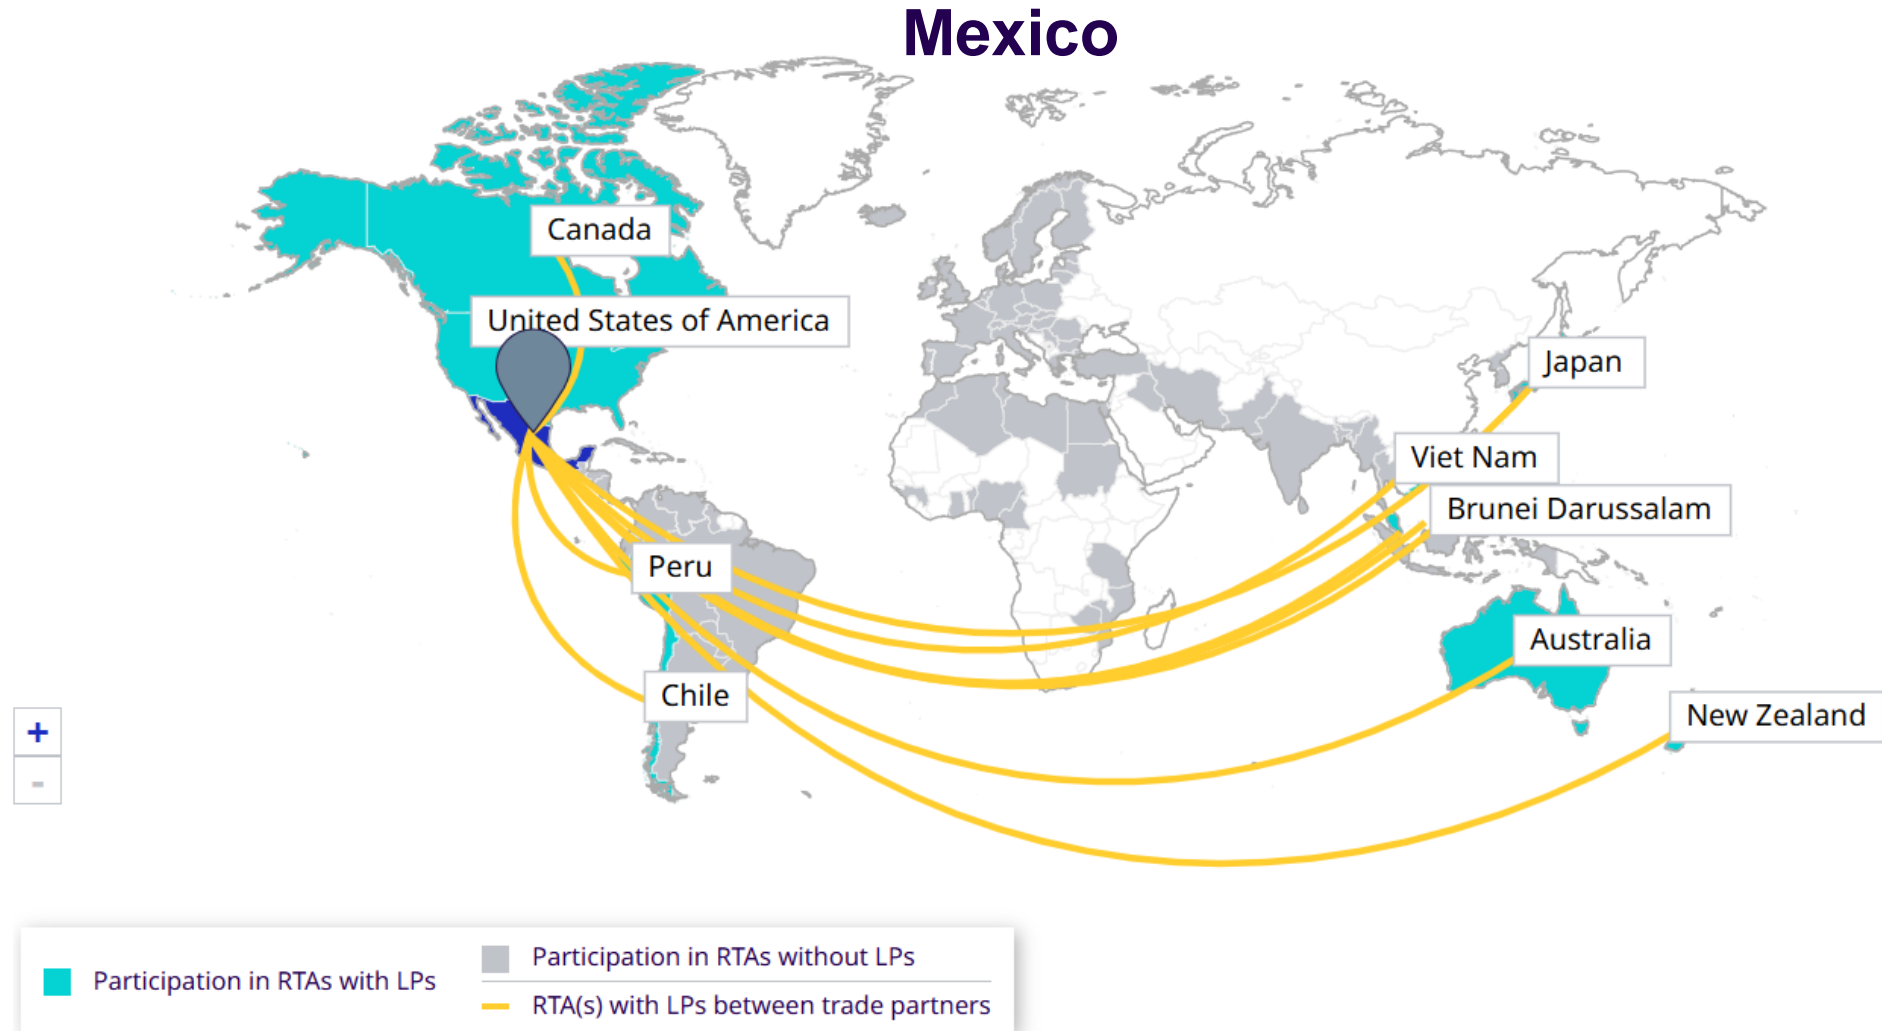 Mexico
Canada
United States of America
Japan
Viet Nam
Brunei Darussalam
Peru
Australia
Chile
New Zealand
+
-
Participation in RTAs with LPs
Participation in RTAs without LPs
RTA(s) with LPs between trade partners